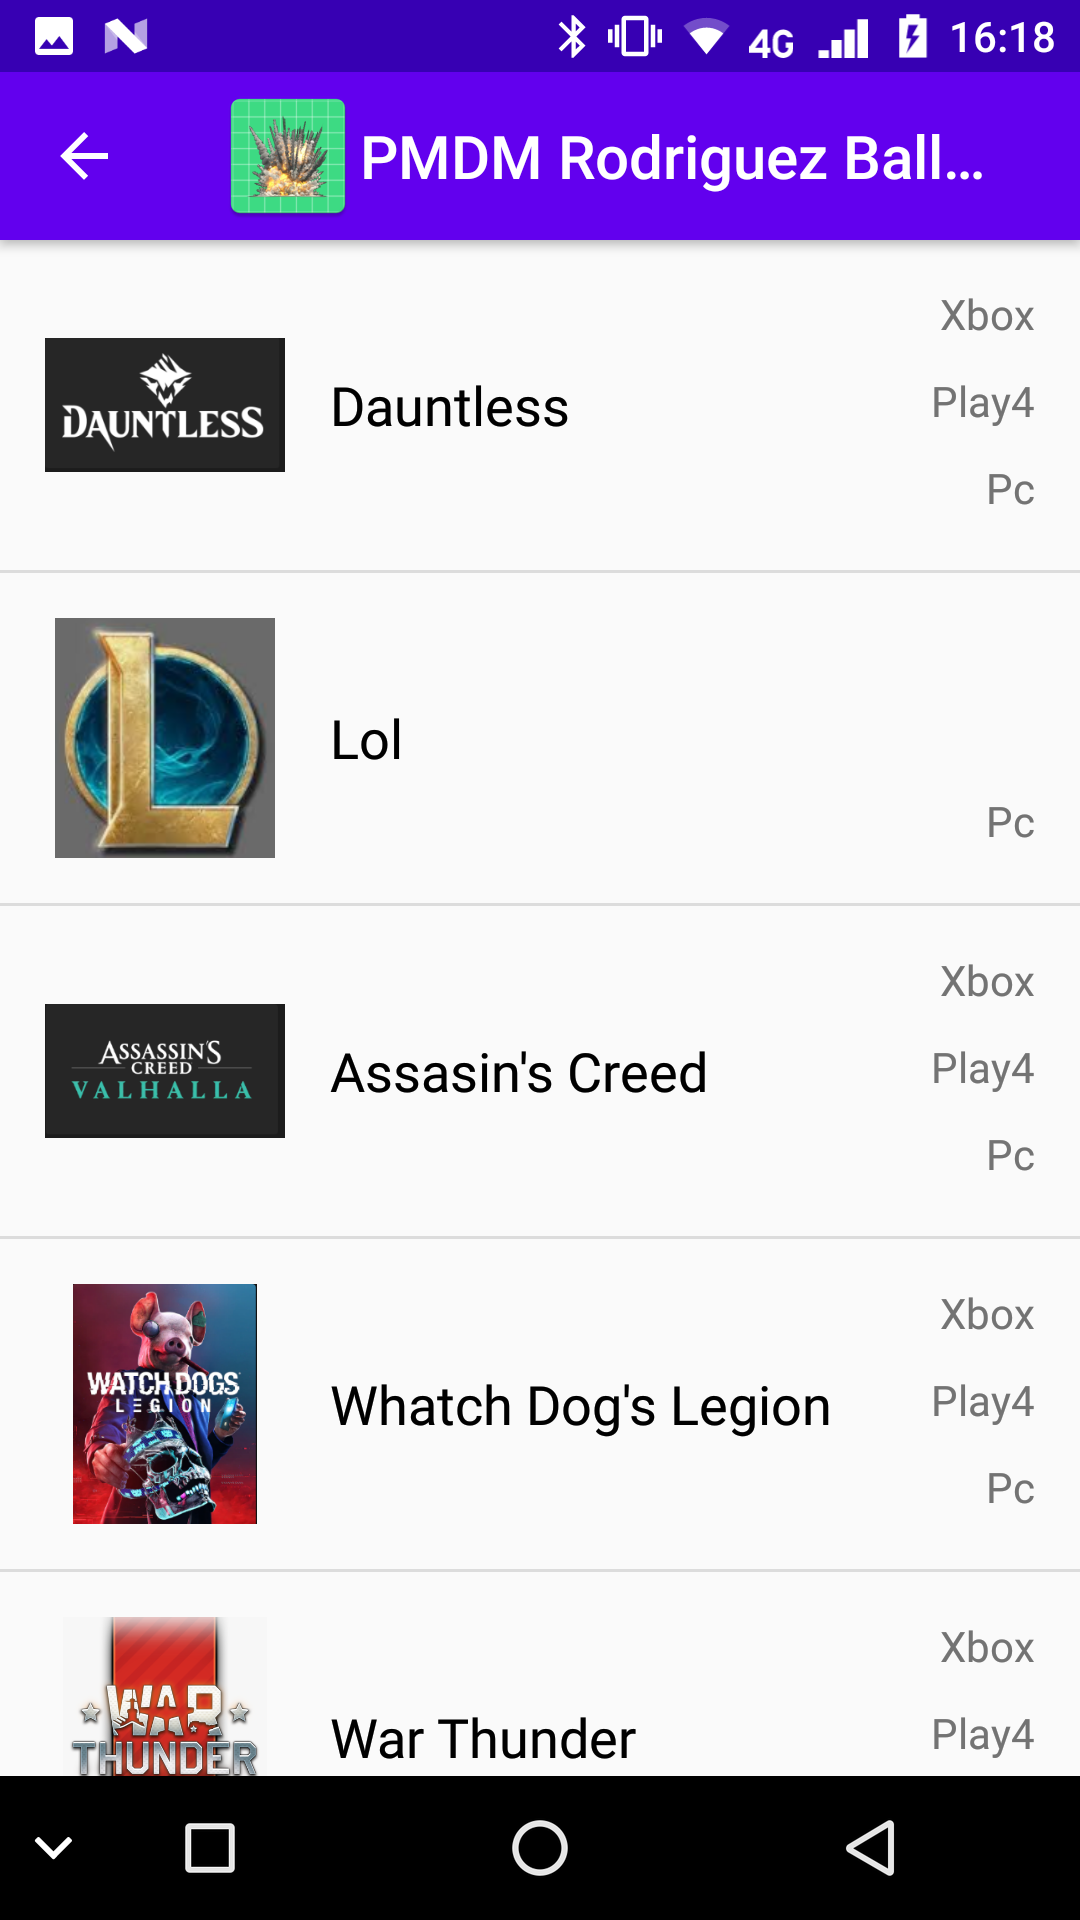 4G 16:18
PMDM Rodriguez Ball...
Xbox
DAUNTLESS
Dauntless
Play4
Pc
Lol
Pc
Xbox
ASSASSIN'S
CREED
VALHALLA
Assasin's Creed
Play4
Pc
Xbox
WATCH DOGS
LEGION
Whatch Dog's Legion
Play4
Pc
Xbox
WAR
THUNDER
War Thunder
Play4